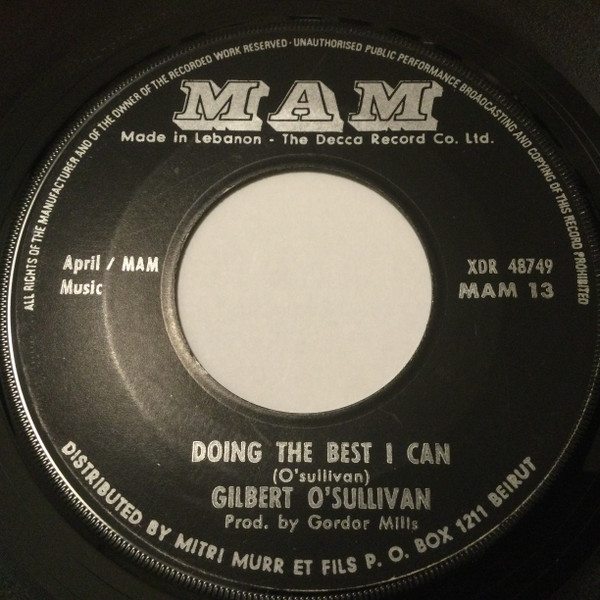 ALL RIGHTS OF THE MANUFACTURER AND OF THE OWNER OF THE RECORDED WORK RESERVED · UNAUTHORISED PUBLIC PERFORMANCE BROADCASTING AND COPYING OF THIS RECORD PROHIBITED
MAM
Made in Lebanon - The Decca Record Co. Ltd.
April / MAM
Music
XDR 48749
MAM 13
DOING THE BEST I CAN
(O'sullivan)
GILBERT O'SULLIVAN
Prod. by Gordor Mills
DISTRIBUTED BY MITRI MURR ET FILS P. O. BOX 1211 BEIRUT